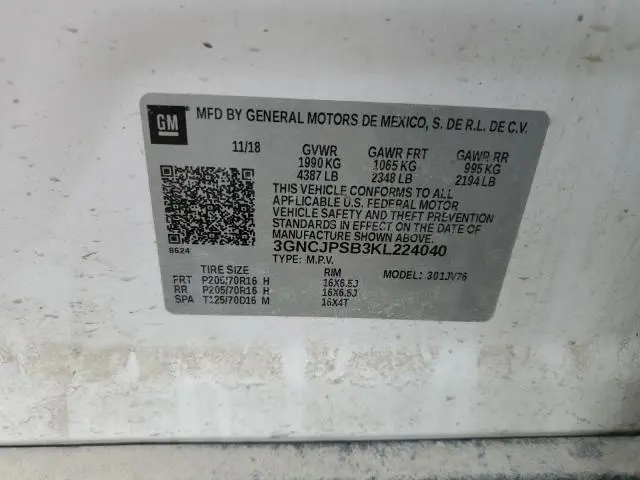 GM
MFD BY GENERAL MOTORS DE MEXICO, S. DE R.L. DE C.V.
11/18 GVWR GAWR FRT GAWR RR
1990 KG 1065 KG 995 KG
4387 LB 2348 LB 2194 LB
THIS VEHICLE CONFORMS TO ALL
APPLICABLE U.S. FEDERAL MOTOR
VEHICLE SAFETY AND THEFT PREVENTION
STANDARDS IN EFFECT ON THE DATE OF
MANUFACTURE SHOWN ABOVE.
8624 3GNCJPSB3KL224040
TYPE: M.P.V.
TIRE SIZE RIM MODEL: 301JV76
FRT P205/70R16 H 16X6.5J
RR P205/70R16 H 16X6.5J
SPA T125/70D16 M 16X4T